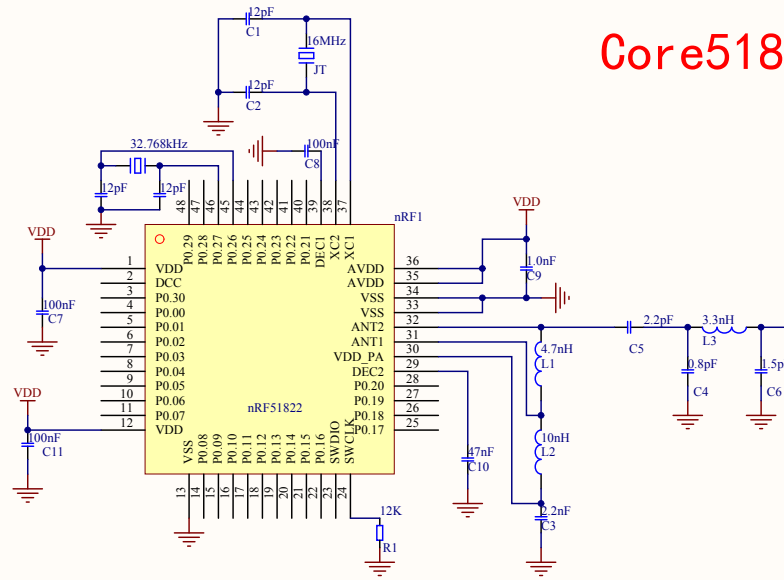 Core518
12pF
C1
16MHz
JT
12pF
C2
32.768kHz
100nF
C8
12pF
12pF
48
47
46
45
44
43
42
41
40
39
38
37
nRF1
P0.29
P0.28
P0.27
P0.26
P0.25
P0.24
P0.23
P0.22
P0.21
DEC1
XC2
XC1
VDD
100nF
C7
VDD
100nF
C11
1 VDD
2 DCC
3 P0.30
4 P0.00
5 P0.01
6 P0.02
7 P0.03
8 P0.04
9 P0.05
10 P0.06
11 P0.07
12 VDD
AVDD 36
AVDD 35
VSS 34
VSS 33
ANT2 32
ANT1 31
VDD_PA 30
DEC2 29
P0.20 28
P0.19 27
P0.18 26
P0.17 25
nRF51822
VSS
P0.08
P0.09
P0.10
P0.11
P0.12
P0.13
P0.14
P0.15
P0.16
SWDIO
SWCLK
13
14
15
16
17
18
19
20
21
22
23
24
VDD
1.0nF
C9
2.2pF
C5
3.3nH
L3
4.7nH
L1
0.8pF
C4
1.5p
C6
10nH
L2
47nF
C10
2.2nF
C3
12K
R1